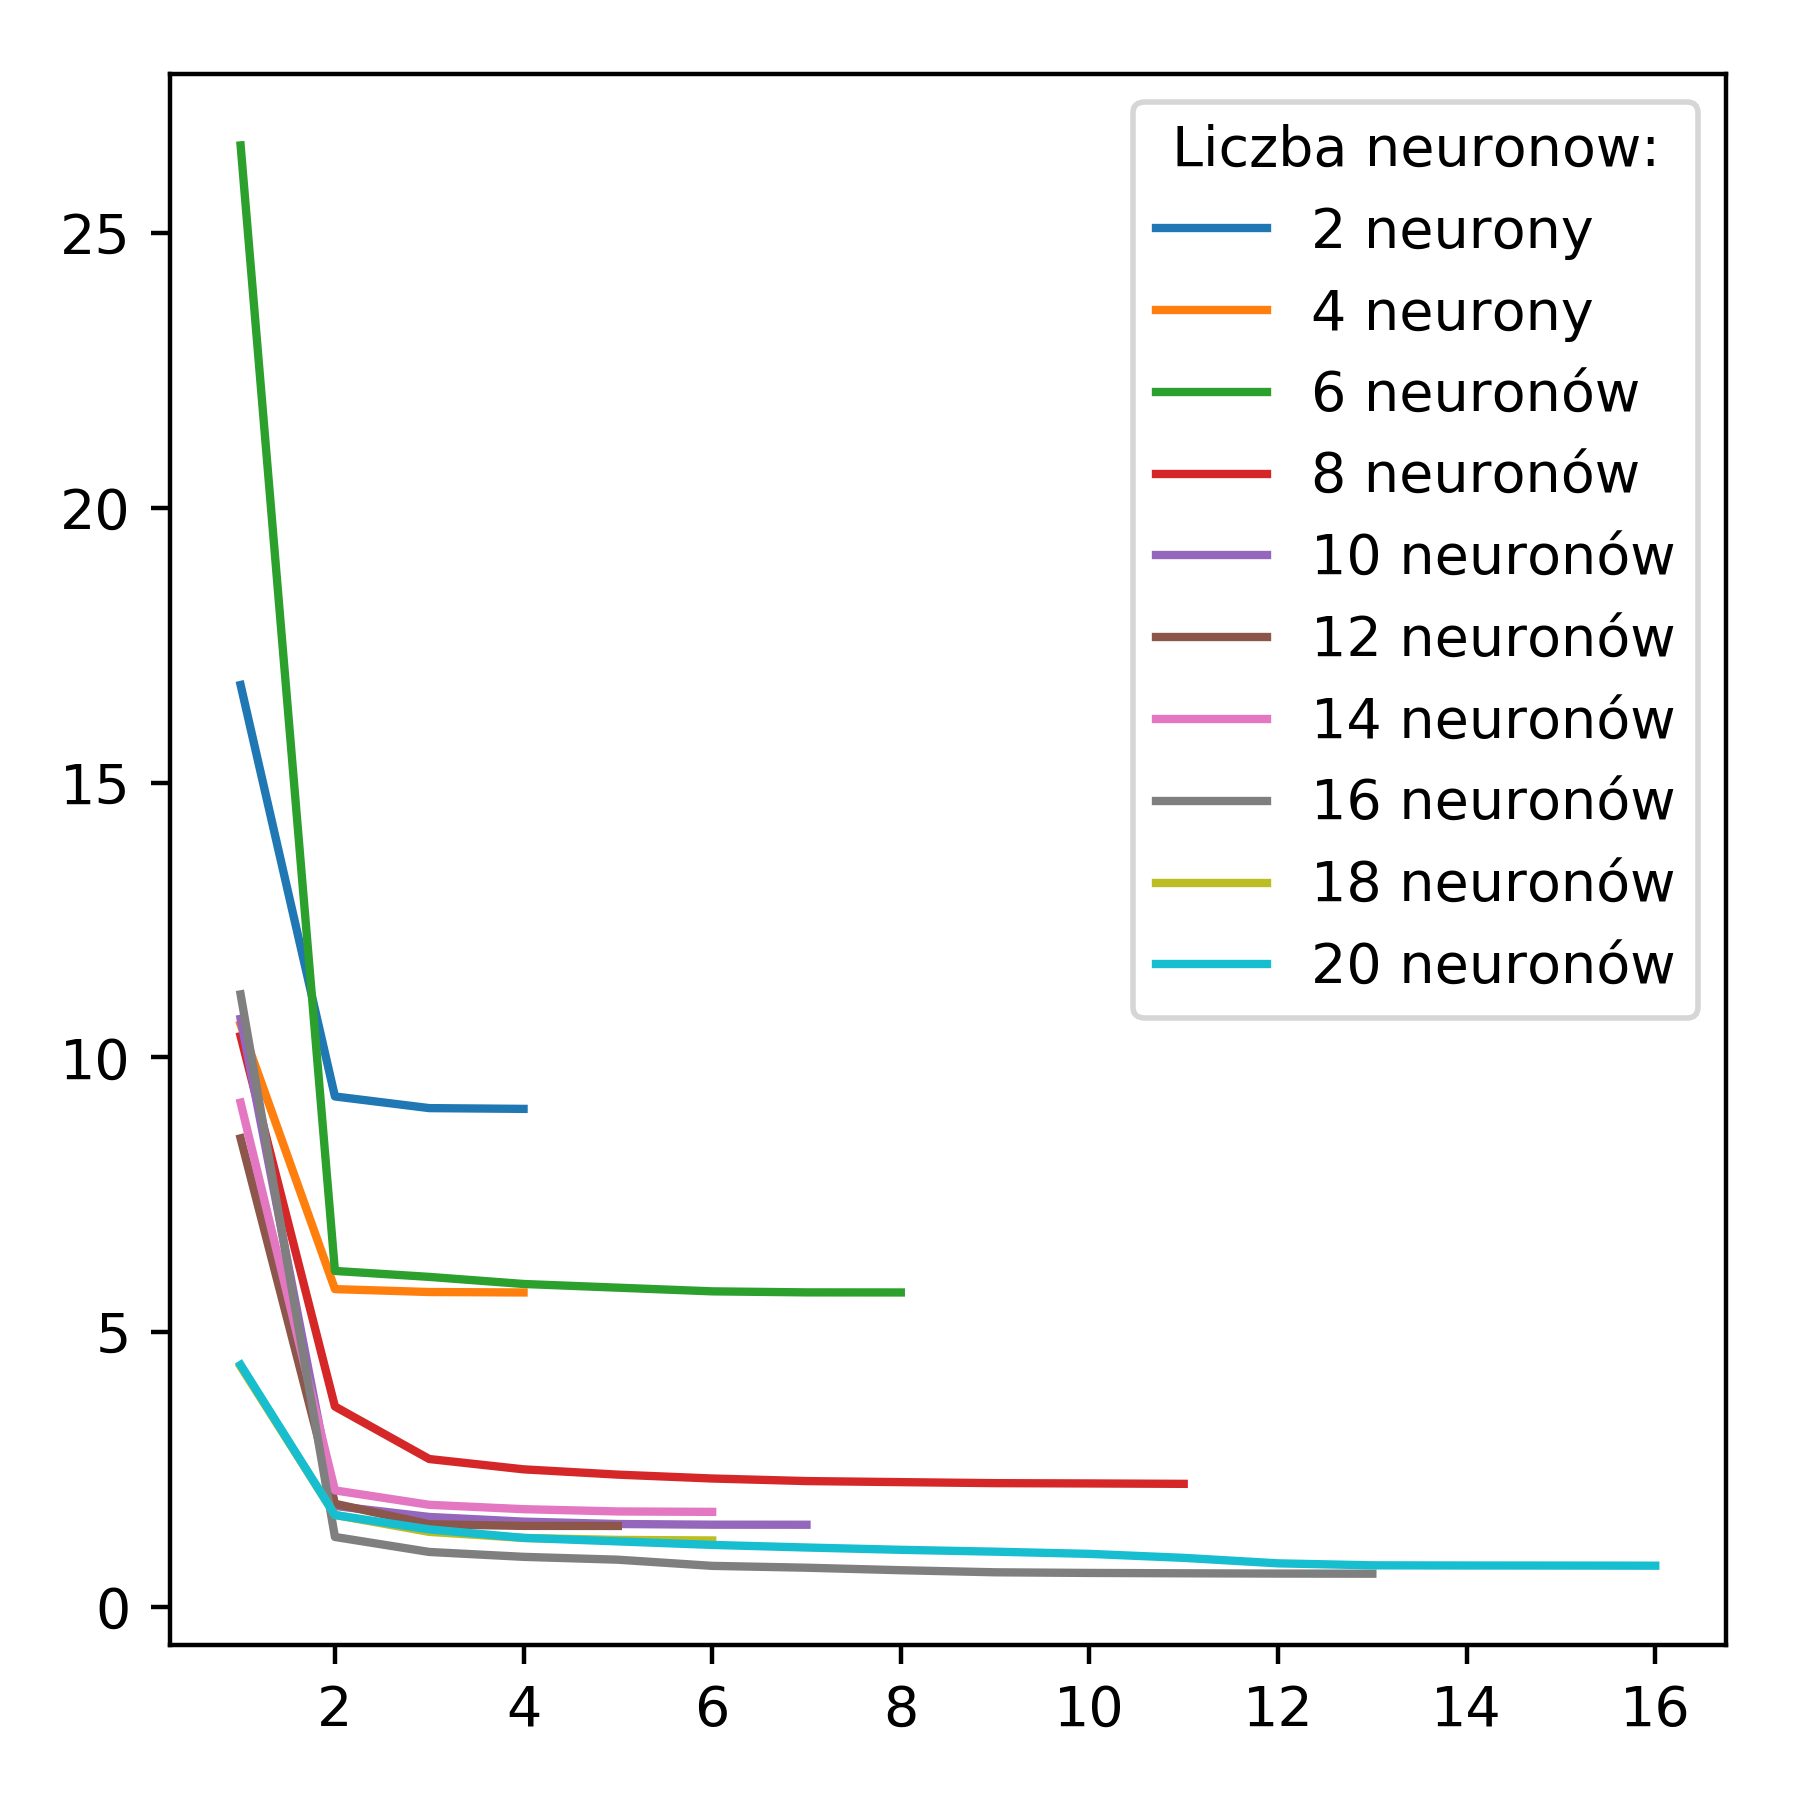 Liczba neuronow:
2 neurony
4 neurony
6 neuronów
8 neuronów
10 neuronów
12 neuronów
14 neuronów
16 neuronów
18 neuronów
20 neuronów
25
20
15
10
5
0
2 4 6 8 10 12 14 16